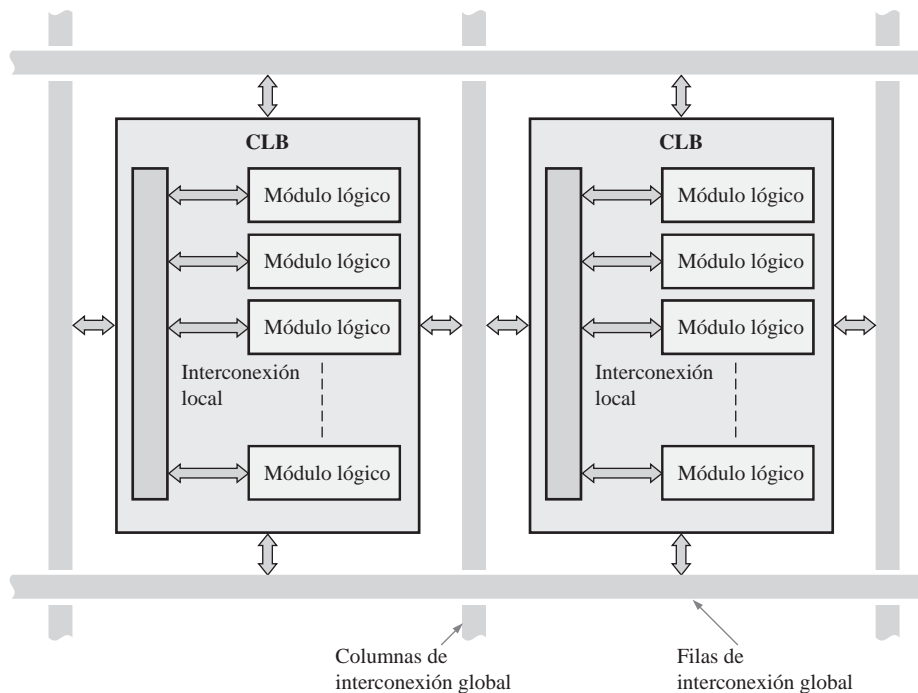 CLB
Módulo lógico
Módulo lógico
Módulo lógico
Interconexión
local
Módulo lógico
CLB
Módulo lógico
Módulo lógico
Módulo lógico
Interconexión
local
Módulo lógico
Columnas de
interconexión global
Filas de
interconexión global